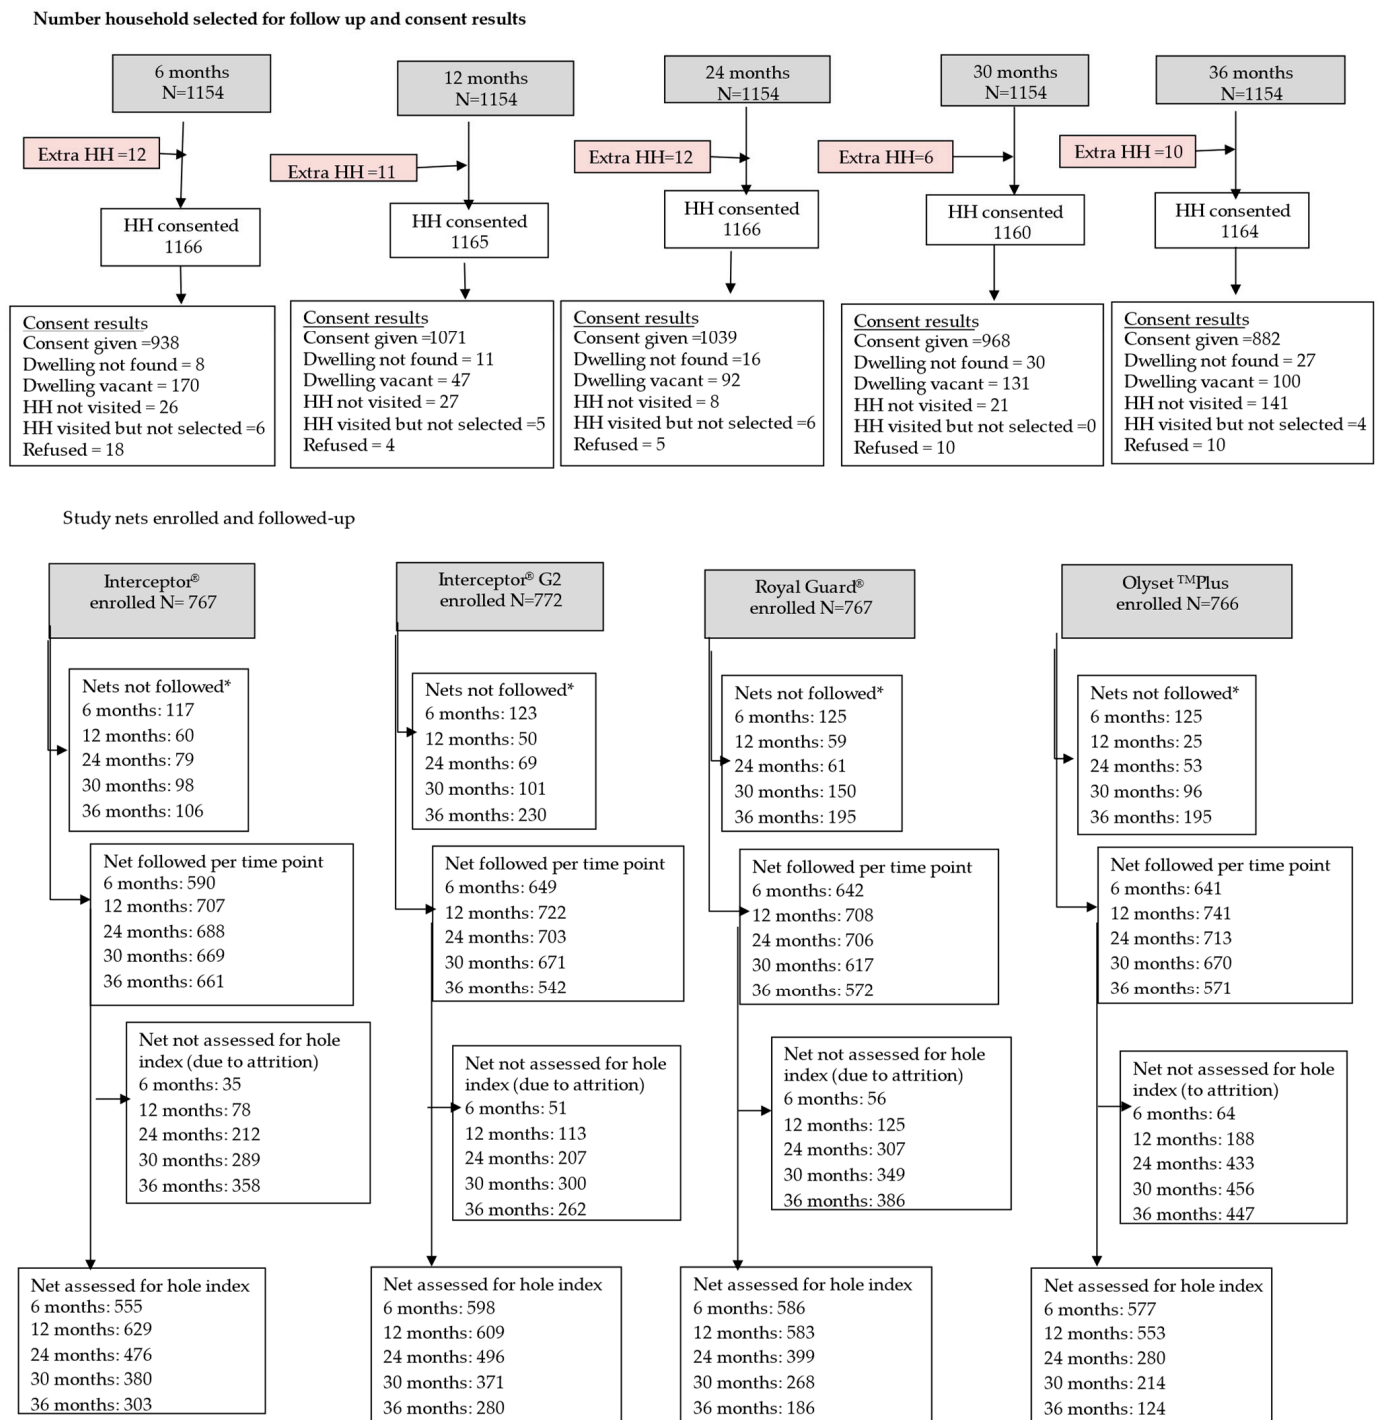 Number household selected for follow up and consent results
6 months
N=1154
12 months
N=1154
24 months
N=1154
30 months
N=1154
36 months
N=1154
Extra HH =12
Extra HH =11
Extra HH=12
Extra HH=6
Extra HH =10
HH consented
1166
HH consented
1165
HH consented
1166
HH consented
1160
HH consented
1164
Consent results
Consent given =938
Dwelling not found = 8
Dwelling vacant = 170
HH not visited = 26
HH visited but not selected =6
Refused = 18
Consent results
Consent given =1071
Dwelling not found = 11
Dwelling vacant = 47
HH not visited = 27
HH visited but not selected =5
Refused = 4
Consent results
Consent given =1039
Dwelling not found =16
Dwelling vacant = 92
HH not visited = 8
HH visited but not selected =6
Refused = 5
Consent results
Consent given =968
Dwelling not found = 30
Dwelling vacant = 131
HH not visited = 21
HH visited but not selected =0
Refused = 10
Consent results
Consent given =882
Dwelling not found = 27
Dwelling vacant = 100
HH not visited = 141
HH visited but not selected =4
Refused = 10
Study nets enrolled and followed-up
Interceptor®
enrolled N= 767
Interceptor® G2
enrolled N=772
Royal Guard®
enrolled N=767
Olyset ™Plus
enrolled N=766
Nets not followed*
6 months: 117
12 months: 60
24 months: 79
30 months: 98
36 months: 106
Nets not followed*
6 months: 123
12 months: 50
24 months: 69
30 months: 101
36 months: 230
Nets not followed*
6 months: 125
12 months: 59
24 months: 61
30 months: 150
36 months: 195
Nets not followed*
6 months: 125
12 months: 25
24 months: 53
30 months: 96
36 months: 195
Net followed per time point
6 months: 590
12 months: 707
24 months: 688
30 months: 669
36 months: 661
Net followed per time point
6 months: 649
12 months: 722
24 months: 703
30 months: 671
36 months: 542
Net followed per time point
6 months: 642
12 months: 708
24 months: 706
30 months: 617
36 months: 572
Net followed per time point
6 months: 641
12 months: 741
24 months: 713
30 months: 670
36 months: 571
Net not assessed for hole
index (due to attrition)
6 months: 35
12 months: 78
24 months: 212
30 months: 289
36 months: 358
Net not assessed for hole
index (due to attrition)
6 months: 51
12 months: 113
24 months: 207
30 months: 300
36 months: 262
Net not assessed for hole
index (due to attrition)
6 months: 56
12 months: 125
24 months: 307
30 months: 349
36 months: 386
Net not assessed for hole
index (to attrition)
6 months: 64
12 months: 188
24 months: 433
30 months: 456
36 months: 447
Net assessed for hole index
6 months: 555
12 months: 629
24 months: 476
30 months: 380
36 months: 303
Net assessed for hole index
6 months: 598
12 months: 609
24 months: 496
30 months: 371
36 months: 280
Net assessed for hole index
6 months: 586
12 months: 583
24 months: 399
30 months: 268
36 months: 186
Net assessed for hole index
6 months: 577
12 months: 553
24 months: 280
30 months: 214
36 months: 124